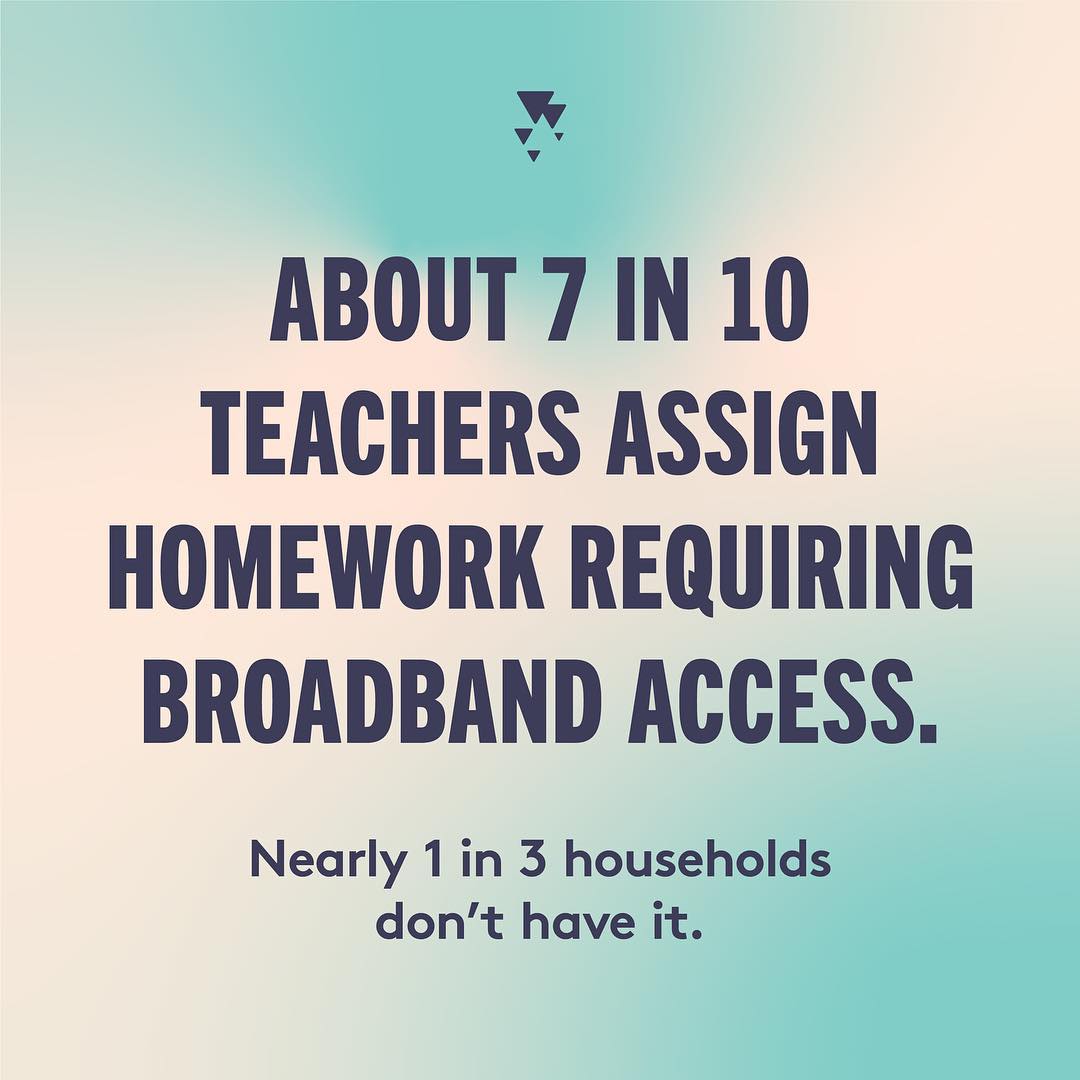 ABOUT 7 IN 10
TEACHERS ASSIGN
HOMEWORK REQUIRING
BROADBAND ACCESS.
Nearly 1 in 3 households
don’t have it.